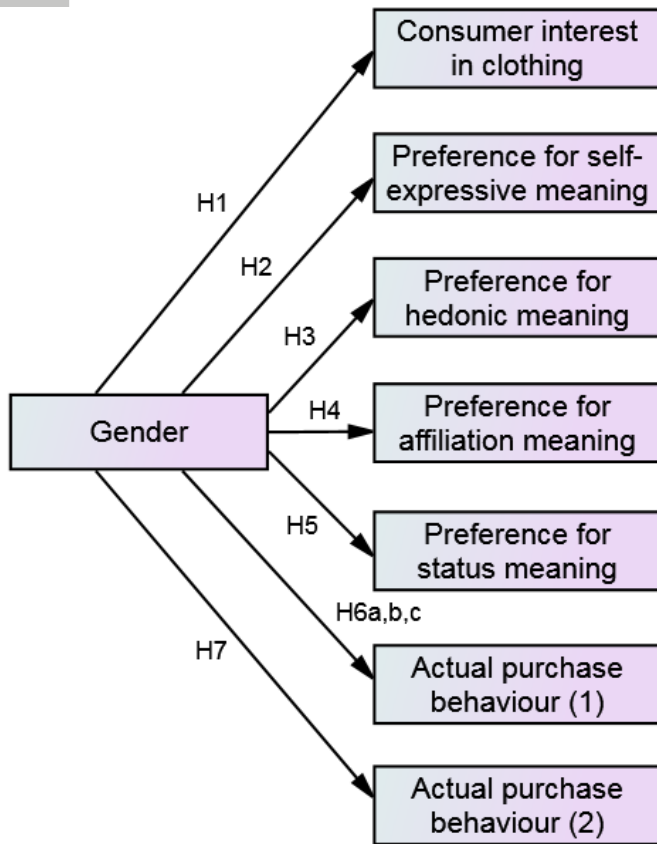 Consumer interest
in clothing
Preference for self-
expressive meaning
H1
H2
Preference for
hedonic meaning
H3
Gender
H4
Preference for
affiliation meaning
H5
Preference for
status meaning
H6a,b,c
H7
Actual purchase
behaviour (1)
Actual purchase
behaviour (2)